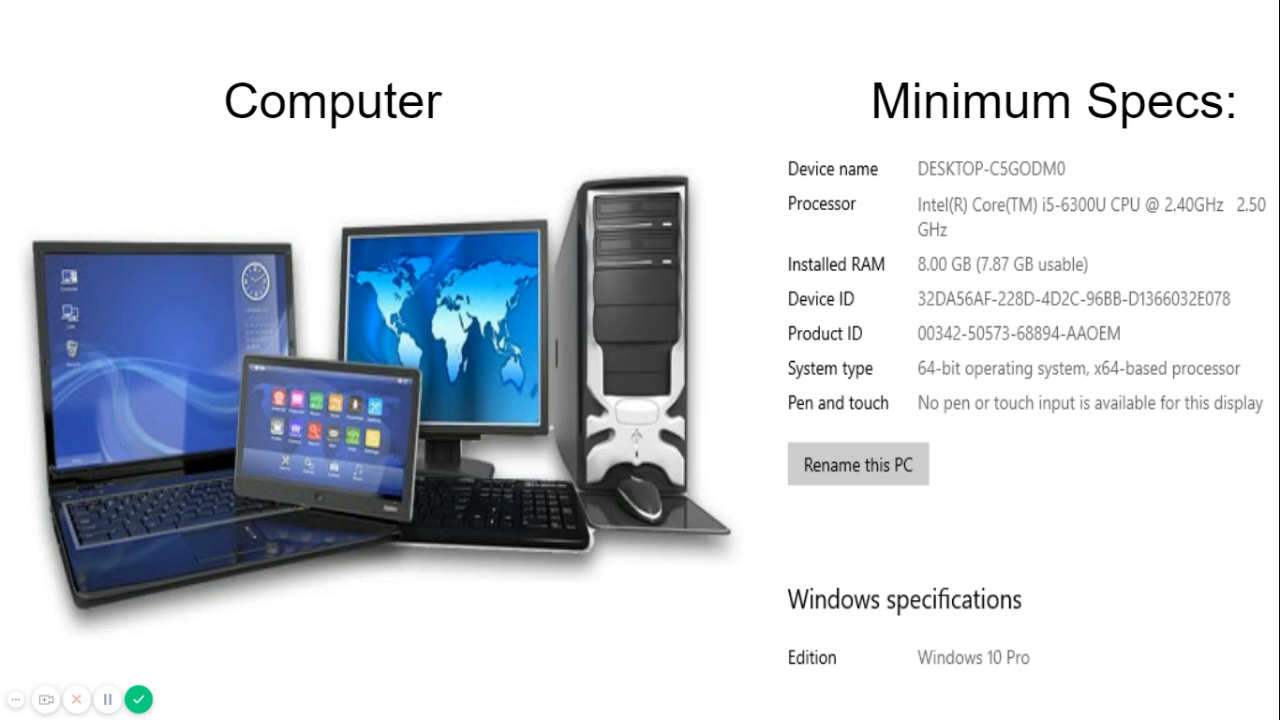 Computer
Minimum Specs:
Device name DESKTOP-C5GODM0
Processor Intel(R) Core(TM) i5-6300U CPU @ 2.40GHz 2.50
GHz
Installed RAM 8.00 GB (7.87 GB usable)
Device ID 32DA56AF-228D-4D2C-96BB-D1366032E078
Product ID 00342-50573-68894-AAOEM
System type 64-bit operating system, x64-based processor
Pen and touch No pen or touch input is available for this display
Rename this PC
Windows specifications
Edition Windows 10 Pro